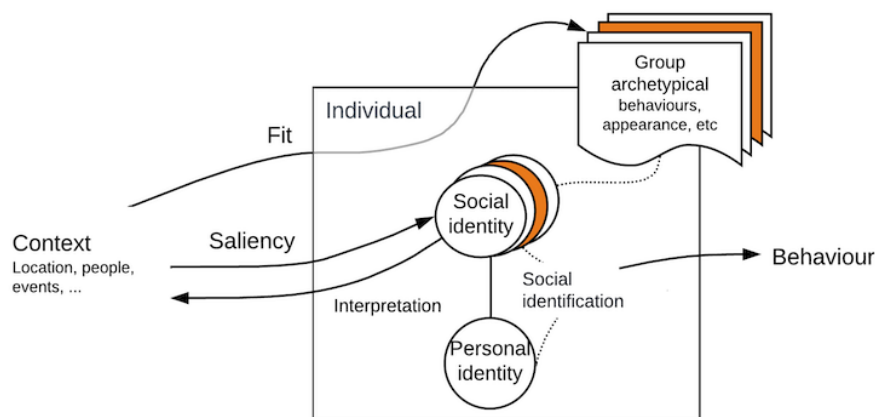 Group
archetypical
behaviours,
appearance, etc
Individual
Fit
Social
identity
Context
Location, people,
events, ...
Saliency
Behaviour
Social
identification
Interpretation
Personal
identity